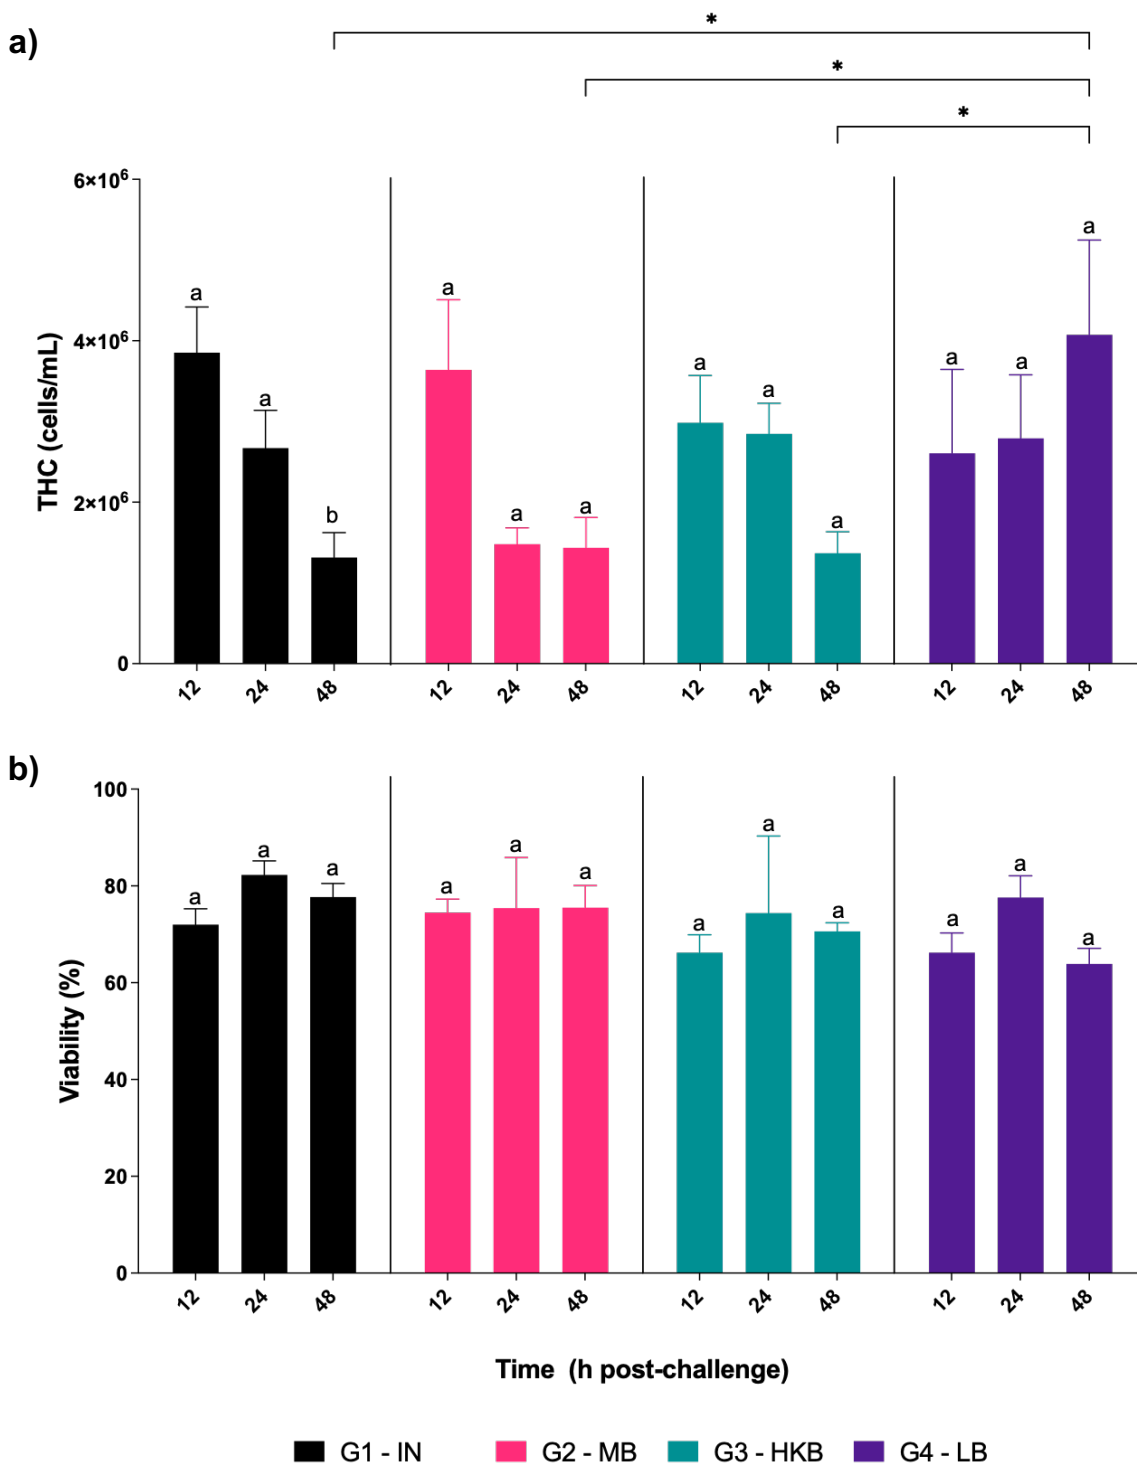 a)
*
*
*
6×10⁶
4×10⁶
2×10⁶
0
THC (cells/mL)
a
a
b
a
a
a
a
a
a
a
a
a
12
24
48
12
24
48
12
24
48
12
24
48
b)
100
80
60
40
20
0
Viability (%)
a
a
a
a
a
a
a
a
a
a
a
a
12
24
48
12
24
48
12
24
48
12
24
48
Time (h post-challenge)
G1 - IN
G2 - MB
G3 - HKB
G4 - LB